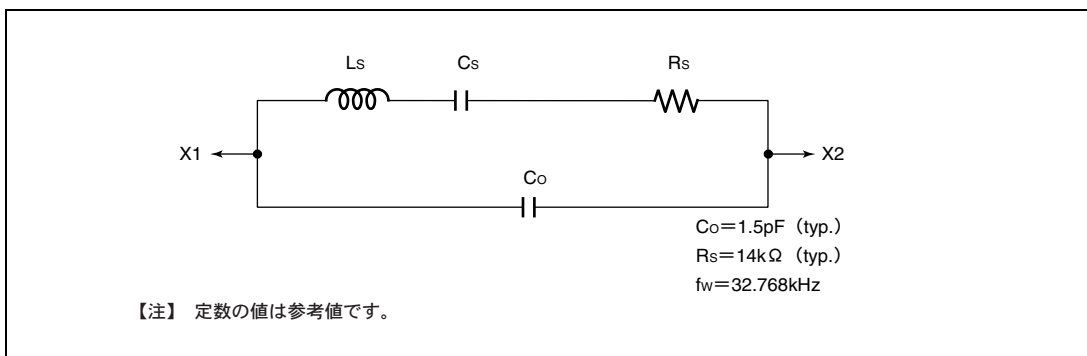 Ls Cs Rs
X1 X2
Co
Co=1.5pF（typ.）
Rs=14kΩ（typ.）
fw=32.768kHz
【注】 定数の値は参考値です。